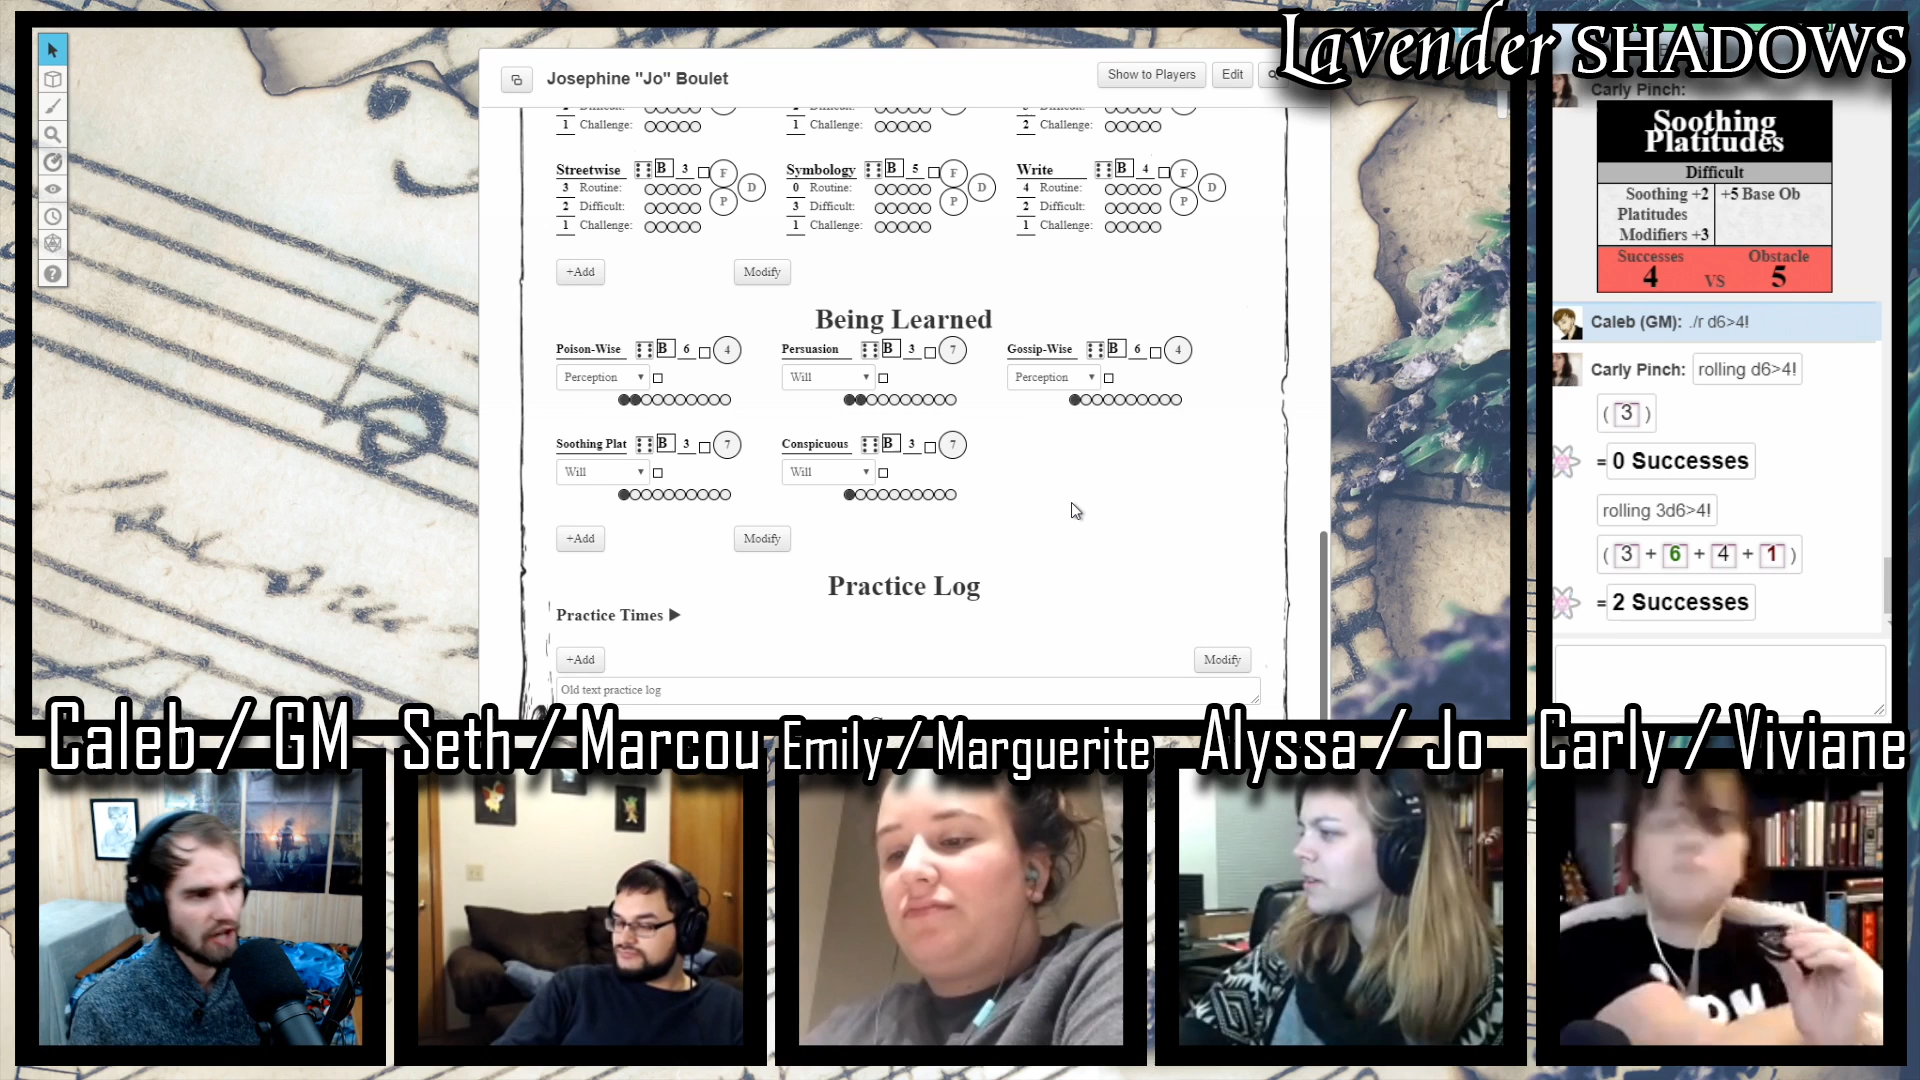 Lavender SHADOWS
Josephine "Jo" Boulet
Show to Players
Edit
1 Challenge:
1 Challenge:
2 Challenge:
Streetwise B 3 F D P
3 Routine:
2 Difficult:
1 Challenge:
Symbology B 5 F D P
0 Routine:
3 Difficult:
1 Challenge:
Write B 4 F D P
4 Routine:
2 Difficult:
1 Challenge:
+Add
Modify
Being Learned
Poison-Wise B 6 4
Perception
Persuasion B 3 7
Will
Gossip-Wise B 6 4
Perception
Soothing Plat B 3 7
Will
Conspicuous B 3 7
Will
+Add
Modify
Practice Log
Practice Times
+Add
Modify
Old text practice log
Carly Pinch:
Soothing
Platitudes
Difficult
Soothing +2
Platitudes
Modifiers +3
+5 Base Ob
Successes
4
VS
Obstacle
5
Caleb (GM): ./r d6>4!
Carly Pinch: rolling d6>4!
(3)
=0 Successes
rolling 3d6>4!
(3+6+4+1)
=2 Successes
Caleb / GM
Seth / Marcou
Emily / Marguerite
Alyssa / Jo
Carly / Viviane